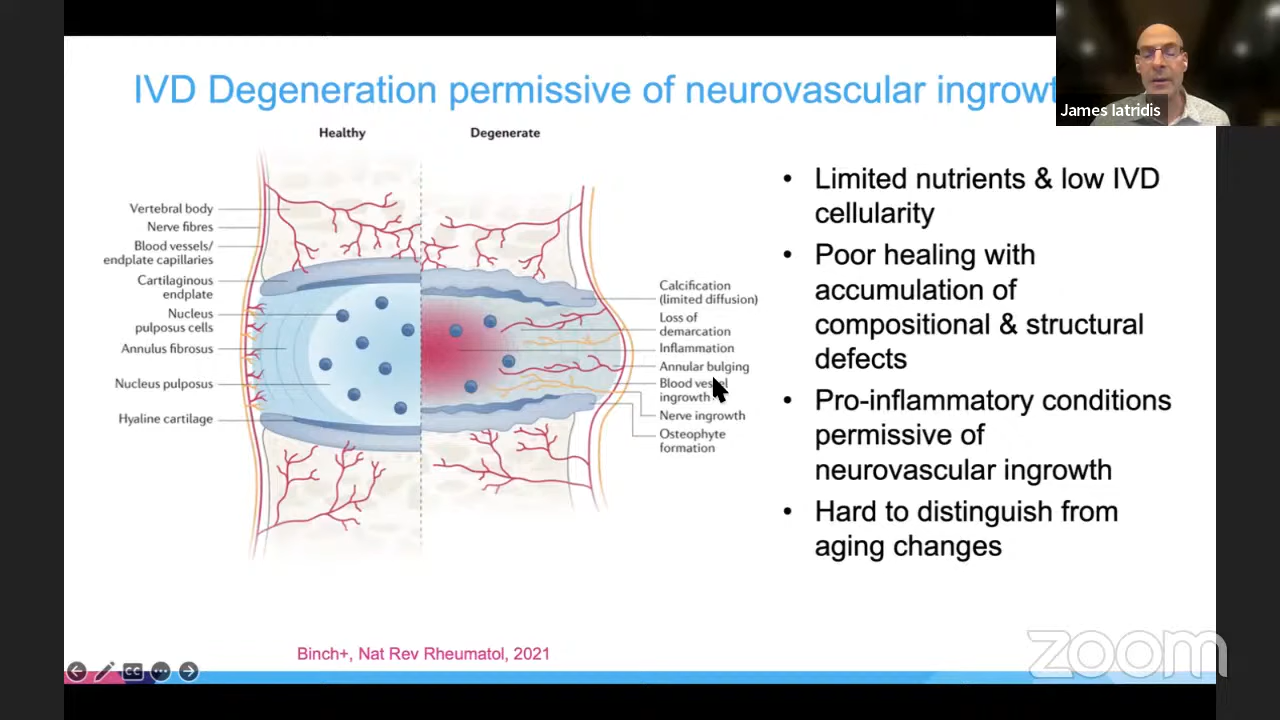 IVD Degeneration permissive of neurovascular ingrowt
James Iatridis
Healthy
Degenerate
Vertebral body
Nerve fibres
Blood vessels/
endplate capillaries
Cartilaginous
endplate
Nucleus
pulposus cells
Annulus fibrosus
Nucleus pulposus
Hyaline cartilage
Calcification
(limited diffusion)
Loss of
demarcation
Inflammation
Annular bulging
Blood vessel
ingrowth
Nerve ingrowth
Osteophyte
formation
• Limited nutrients & low IVD
cellularity
• Poor healing with
accumulation of
compositional & structural
defects
• Pro-inflammatory conditions
permissive of
neurovascular ingrowth
• Hard to distinguish from
aging changes
Binch+, Nat Rev Rheumatol, 2021
CC
zoom